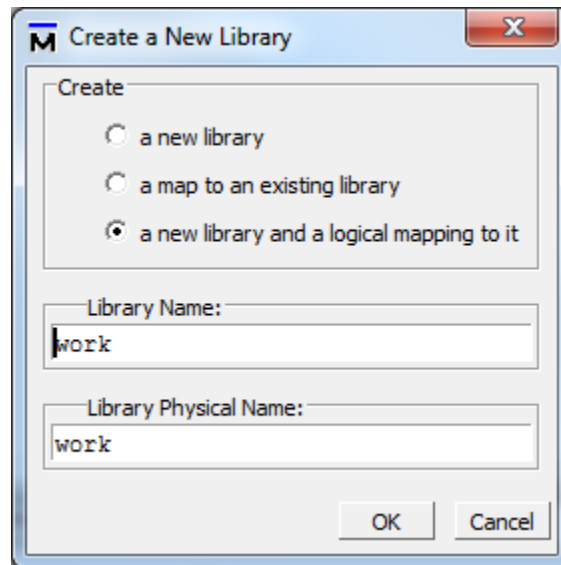 Create a New Library
Create
a new library
a map to an existing library
a new library and a logical mapping to it
Library Name:
work
Library Physical Name:
work
OK Cancel